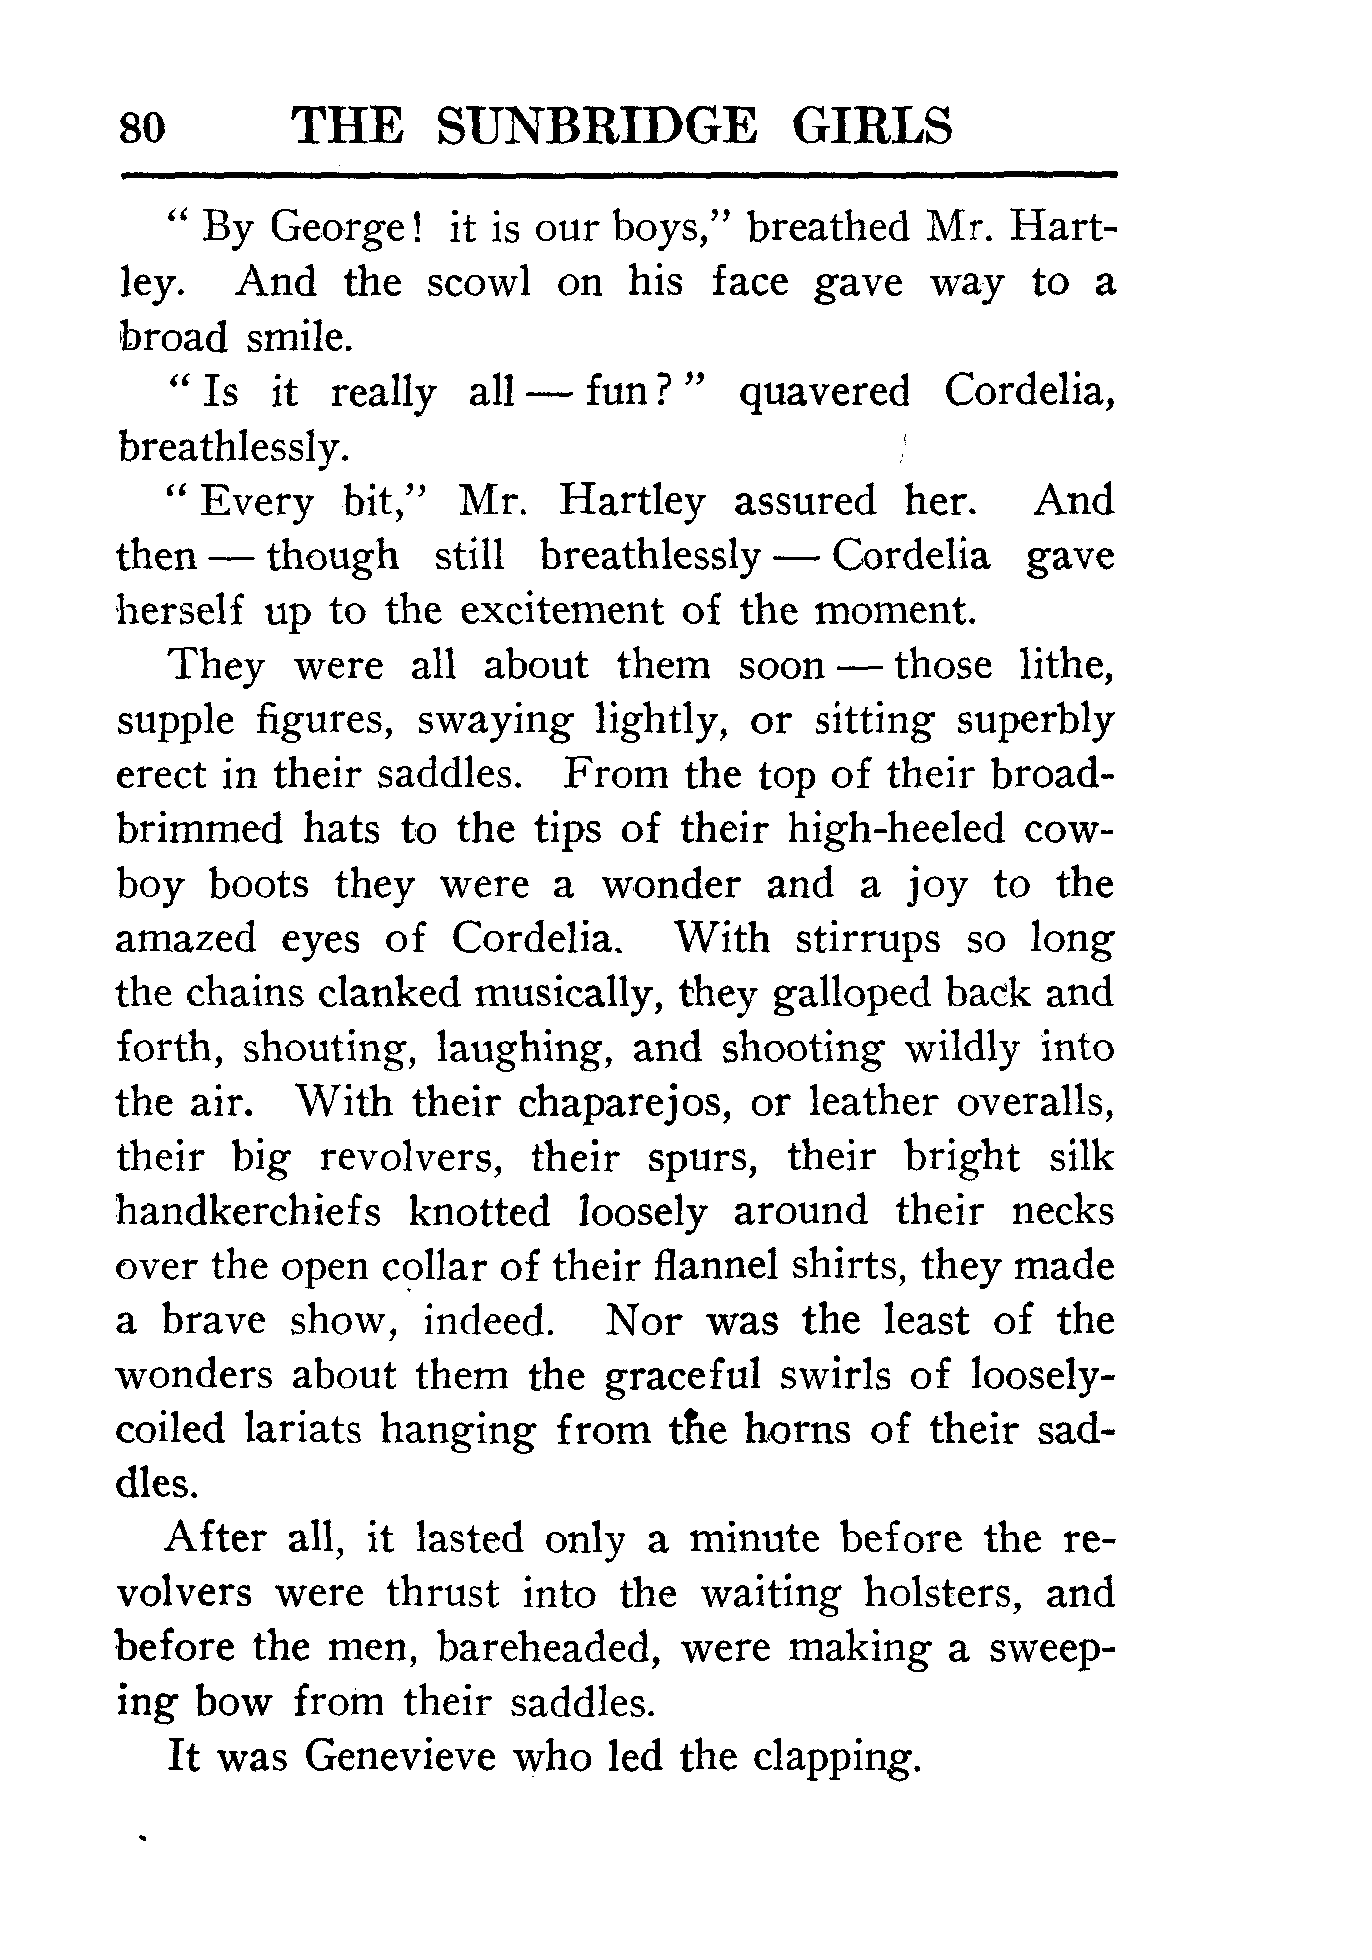 80 THE SUNBRIDGE GIRLS
“ By George! it is our boys,” breathed Mr. Hart-
ley. And the scowl on his face gave way to a
broad smile.
“ Is it really all — fun? ” quavered Cordelia,
breathlessly.
“ Every bit,” Mr. Hartley assured her. And
then — though still breathlessly — Cordelia gave
herself up to the excitement of the moment.
They were all about them soon — those lithe,
supple figures, swaying lightly, or sitting superbly
erect in their saddles. From the top of their broad-
brimmed hats to the tips of their high-heeled cow-
boy boots they were a wonder and a joy to the
amazed eyes of Cordelia. With stirrups so long
the chains clanked musically, they galloped back and
forth, shouting, laughing, and shooting wildly into
the air. With their chaparejos, or leather overalls,
their big revolvers, their spurs, their bright silk
handkerchiefs knotted loosely around their necks
over the open collar of their flannel shirts, they made
a brave show, indeed. Nor was the least of the
wonders about them the graceful swirls of loosely-
coiled lariats hanging from the horns of their sad-
dles.
After all, it lasted only a minute before the re-
volvers were thrust into the waiting holsters, and
before the men, bareheaded, were making a sweep-
ing bow from their saddles.
It was Genevieve who led the clapping.